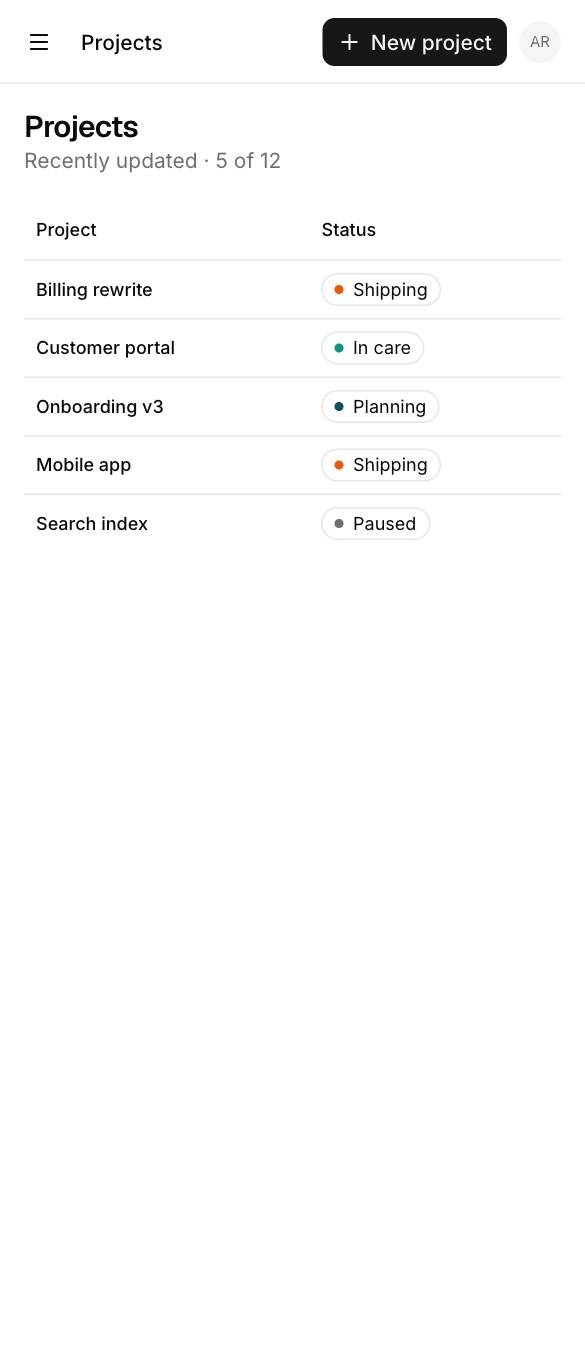 Projects
New project
AR
Projects
Recently updated · 5 of 12
Project Status
Billing rewrite Shipping
Customer portal In care
Onboarding v3 Planning
Mobile app Shipping
Search index Paused